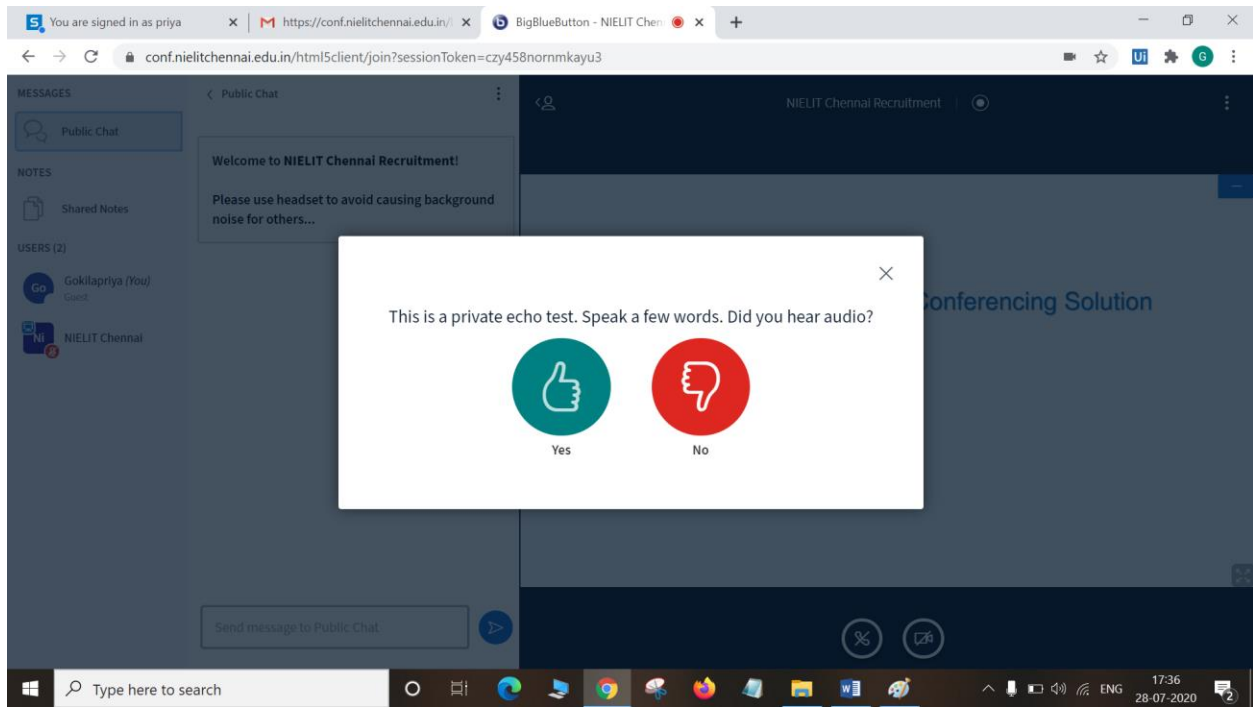 You are signed in as priya
https://conf.nielitchennai.edu.in/
BigBlueButton - NIELIT Chen
conf.nielitchennai.edu.in/html5client/join?sessionToken=czy458nornmkayu3
Ui
G
MESSAGES
Public Chat
NOTES
Shared Notes
USERS (2)
Go
Gokilapriya (You)
Guest
Ni
NIELIT Chennai
Public Chat
Welcome to NIELIT Chennai Recruitment!
Please use headset to avoid causing background
noise for others...
Send message to Public Chat
NIELIT Chennai Recruitment
Conferencing Solution
This is a private echo test. Speak a few words. Did you hear audio?
Yes
No
Type here to search
ENG
17:36
28-07-2020
2